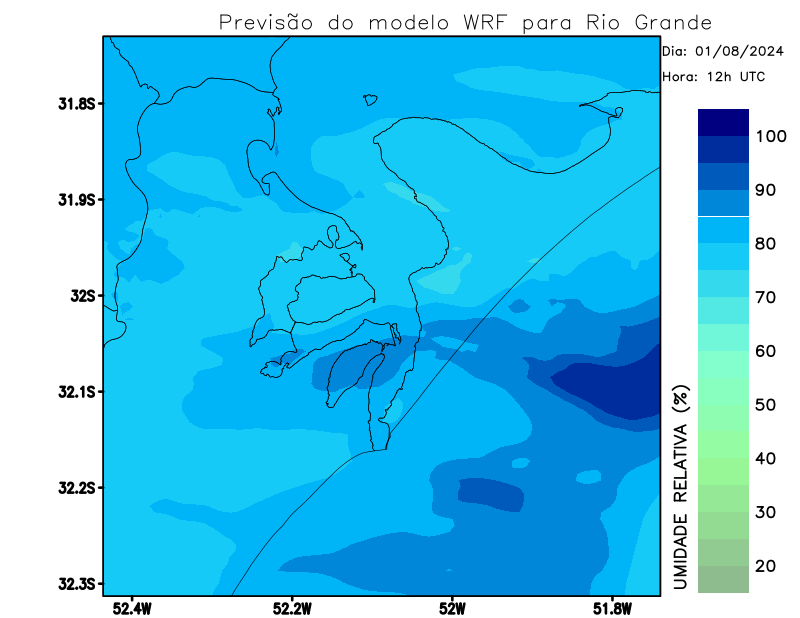 Previsão do modelo WRF para Rio Grande
Dia: 01/08/2024
Hora: 12h UTC
31.8S
31.9S
32S
32.1S
32.2S
32.3S
52.4W
52.2W
52W
51.8W
UMIDADE RELATIVA (%)
100
90
80
70
60
50
40
30
20